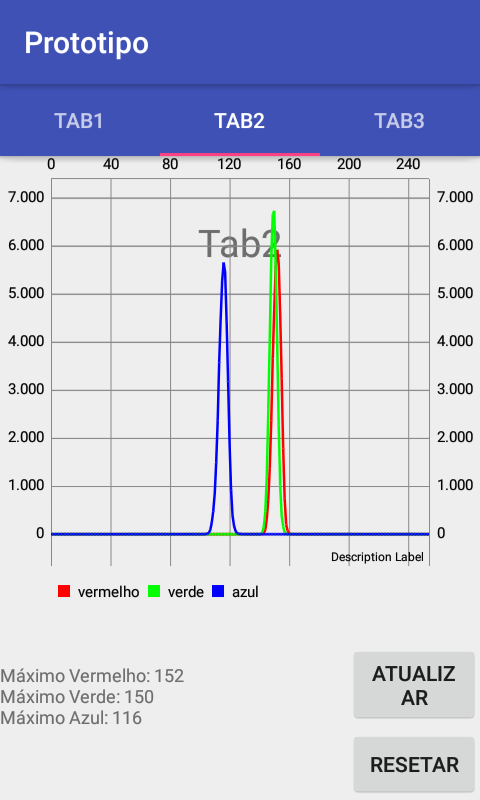 Prototipo
TAB1 TAB2 TAB3
0 40 80 120 160 200 240
7.000 7.000
Tab2
6.000 6.000
5.000 5.000
4.000 4.000
3.000 3.000
2.000 2.000
1.000 1.000
0 0
Description Label
vermelho verde azul
Máximo Vermelho: 152
Máximo Verde: 150
Máximo Azul: 116
ATUALIZ
AR
RESETAR